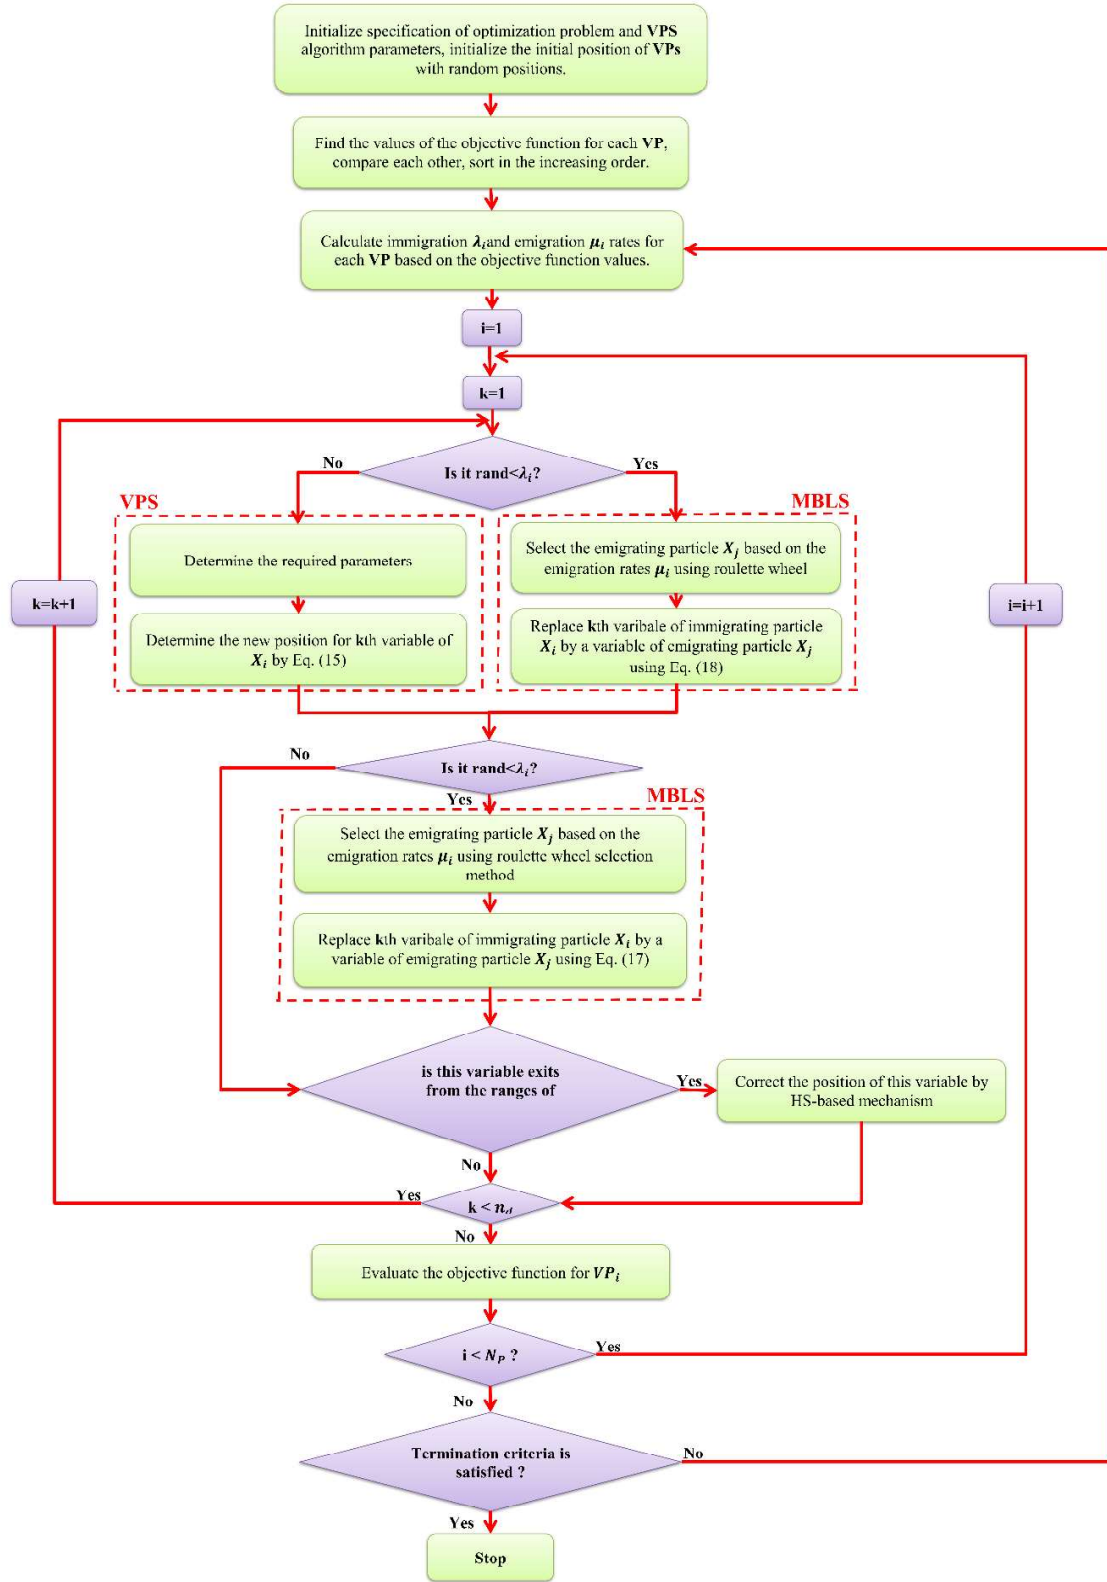 Initialize specification of optimization problem and VPS
algorithm parameters, initialize the initial position of VPs
with random positions.
Find the values of the objective function for each VP,
compare each other, sort in the increasing order.
Calculate immigration λᵢand emigration μᵢ rates for
each VP based on the objective function values.
i=1
k=1
No
Is it rand<λᵢ?
Yes
VPS
MBLS
Determine the required parameters
Determine the new position for kth variable of
Xᵢ by Eq. (15)
Select the emigrating particle Xⱼ based on the
emigration rates μᵢ using roulette wheel
Replace kth varibale of immigrating particle
Xᵢ by a variable of emigrating particle Xⱼ
using Eq. (18)
k=k+1
i=i+1
No
Is it rand<λᵢ?
Yes
MBLS
Select the emigrating particle Xⱼ based on the
emigration rates μᵢ using roulette wheel selection
method
Replace kth varibale of immigrating particle Xᵢ by a
variable of emigrating particle Xⱼ using Eq. (17)
is this variable exits
from the ranges of
Yes
Correct the position of this variable by
HS-based mechanism
No
Yes
k < n_d
No
Evaluate the objective function for VPᵢ
i < N_P ?
Yes
No
Termination criteria is
satisfied ?
No
Yes
Stop